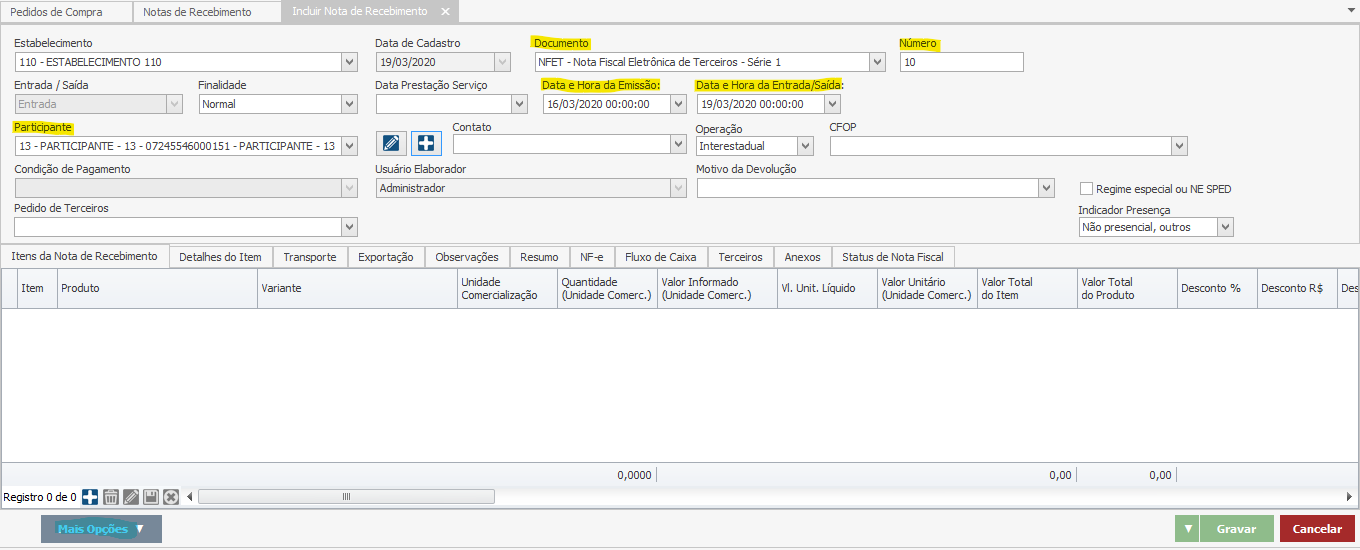 Pedidos de Compra
Notas de Recebimento
Incluir Nota de Recebimento ×
Estabelecimento
110 - ESTABELECIMENTO 110
Data de Cadastro
19/03/2020
Documento
NFET - Nota Fiscal Eletrônica de Terceiros - Série 1
Número
10
Entrada / Saída
Entrada
Finalidade
Normal
Data Prestação Serviço
Data e Hora da Emissão:
16/03/2020 00:00:00
Data e Hora da Entrada/Saída:
19/03/2020 00:00:00
Participante
13 - PARTICIPANTE - 13 - 07245546000151 - PARTICIPANTE - 13
Contato
Operação
Interestadual
CFOP
Condição de Pagamento
Usuário Elaborador
Administrador
Motivo da Devolução
Regime especial ou NE SPED
Pedido de Terceiros
Indicador Presença
Não presencial, outros
Itens da Nota de Recebimento
Detalhes do Item
Transporte
Exportação
Observações
Resumo
NF-e
Fluxo de Caixa
Terceiros
Anexos
Status de Nota Fiscal
Item
Produto
Variante
Unidade
Comercialização
Quantidade
(Unidade Comerc.)
Valor Informado
(Unidade Comerc.)
Vl. Unit. Líquido
Valor Unitário
(Unidade Comerc.)
Valor Total
do Item
Valor Total
do Produto
Desconto %
Desconto R$
Des
0,0000
0,00
0,00
Registro 0 de 0
Mais Opções
Gravar
Cancelar